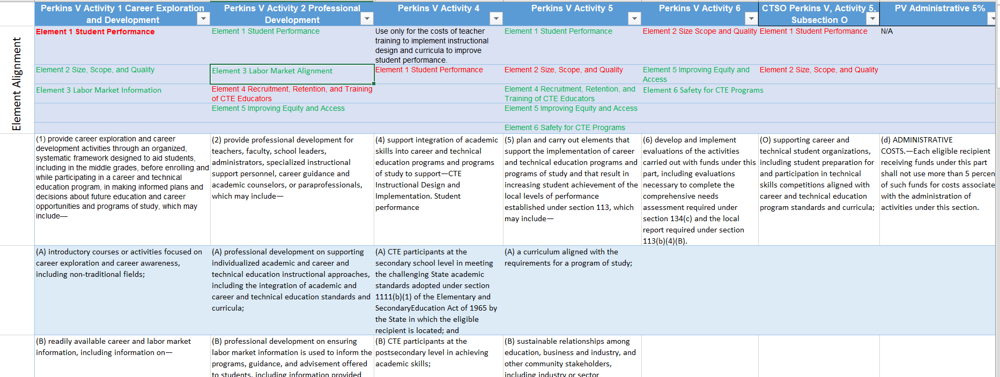 Perkins V Activity 1 Career Exploration
and Development
Perkins V Activity 2 Professional
Development
Perkins V Activity 4
Perkins V Activity 5
Perkins V Activity 6
CTSO Perkins V, Activity 5,
Subsection O
PV Administrative 5%
Element Alignment
Element 1 Student Performance
Element 1 Student Performance
Use only for the costs of teacher
training to implement instructional
design and curricula to improve
student performance.
Element 1 Student Performance
Element 2 Size Scope and Quality
Element 1 Student Performance
N/A
Element 2 Size, Scope, and Quality
Element 3 Labor Market Alignment
Element 1 Student Performance
Element 2 Size, Scope, and Quality
Element 5 Improving Equity and
Access
Element 2 Size, Scope, and Quality
Element 3 Labor Market Information
Element 4 Recruitment, Retention, and Training
of CTE Educators
Element 4 Recruitment, Retention, and
Training of CTE Educators
Element 6 Safety for CTE Programs
Element 5 Improving Equity and Access
Element 5 Improving Equity and Access
Element 6 Safety for CTE Programs
(1) provide career exploration and career
development activities through an organized,
systematic framework designed to aid students,
including in the middle grades, before enrolling and
while participating in a career and technical
education program, in making informed plans and
decisions about future education and career
opportunities and programs of study, which may
include—
(2) provide professional development for
teachers, faculty, school leaders,
administrators, specialized instructional
support personnel, career guidance and
academic counselors, or paraprofessionals,
which may include—
(4) support integration of academic
skills into career and technical
education programs and programs
of study to support—CTE
Instructional Design and
Implementation. Student
performance
(5) plan and carry out elements that
support the implementation of career
and technical education programs and
programs of study and that result in
increasing student achievement of the
local levels of performance
established under section 113, which
may include—
(6) develop and implement
evaluations of the activities
carried out with funds under this
part, including evaluations
necessary to complete the
comprehensive needs
assessment required under
section 134(c) and the local
report required under section
113(b)(4)(B).
(O) supporting career and
technical student organizations,
including student preparation for
and participation in technical
skills competitions aligned with
career and technical education
program standards and curricula;
(d) ADMINISTRATIVE
COSTS.—Each eligible recipient
receiving funds under this part
shall not use more than 5 percen
of such funds for costs associate
with the administration of
activities under this section.
(A) introductory courses or activities focused on
career exploration and career awareness,
including non-traditional fields;
(A) professional development on supporting
individualized academic and career and
technical education instructional approaches,
including the integration of academic and
career and technical education standards and
curricula;
(A) CTE participants at the
secondary school level in meeting
the challenging State academic
standards adopted under section
1111(b)(1) of the Elementary and
SecondaryEducation Act of 1965 by
the State in which the eligible
recipient is located; and
(A) a curriculum aligned with the
requirements for a program of study;
(B) readily available career and labor market
information, including information on—
(B) professional development on ensuring
labor market information is used to inform the
programs, guidance, and advisement offered
to students, including information provided
(B) CTE participants at the
postsecondary level in achieving
academic skills;
(B) sustainable relationships among
education, business and industry, and
other community stakeholders,
including industry or sector